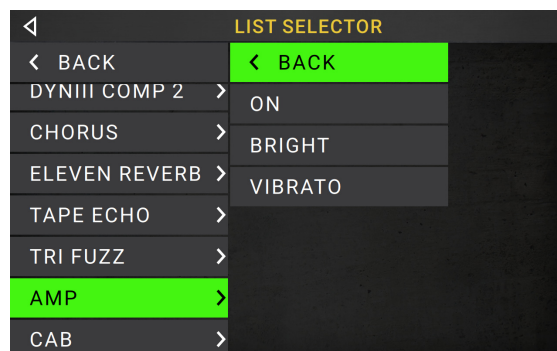 LIST SELECTOR
BACK
DYNIII COMP 2
CHORUS
ELEVEN REVERB
TAPE ECHO
TRI FUZZ
AMP
CAB
BACK
ON
BRIGHT
VIBRATO